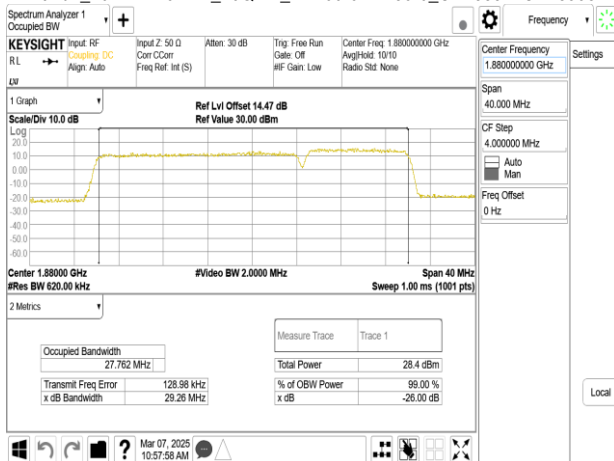 Spectrum Analyzer 1
Occupied BW
Frequency
KEYSIGHT
RL
LXI
Input: RF
Coupling: DC
Align: Auto
Input Z: 50 Ω
Corr CCorr
Freq Ref: Int (S)
Atten: 30 dB
Trig: Free Run
Gate: Off
#IF Gain: Low
Center Freq: 1.880000000 GHz
Avg|Hold: 10/10
Radio Std: None
Center Frequency
1.880000000 GHz
Settings
Span
40.000 MHz
CF Step
4.000000 MHz
Auto
Man
Freq Offset
0 Hz
Local
1 Graph
Ref Lvl Offset 14.47 dB
Scale/Div 10.0 dB
Ref Value 30.00 dBm
Log
20.0
10.0
0.00
-10.0
-20.0
-30.0
-40.0
-50.0
-60.0
Center 1.88000 GHz
#Video BW 2.0000 MHz
Span 40 MHz
#Res BW 620.00 kHz
Sweep 1.00 ms (1001 pts)
2 Metrics
Measure Trace
Trace 1
Occupied Bandwidth
27.762 MHz
Total Power
28.4 dBm
Transmit Freq Error
128.98 kHz
% of OBW Power
99.00 %
x dB Bandwidth
29.26 MHz
x dB
-26.00 dB
?
Mar 07, 2025
10:57:58 AM